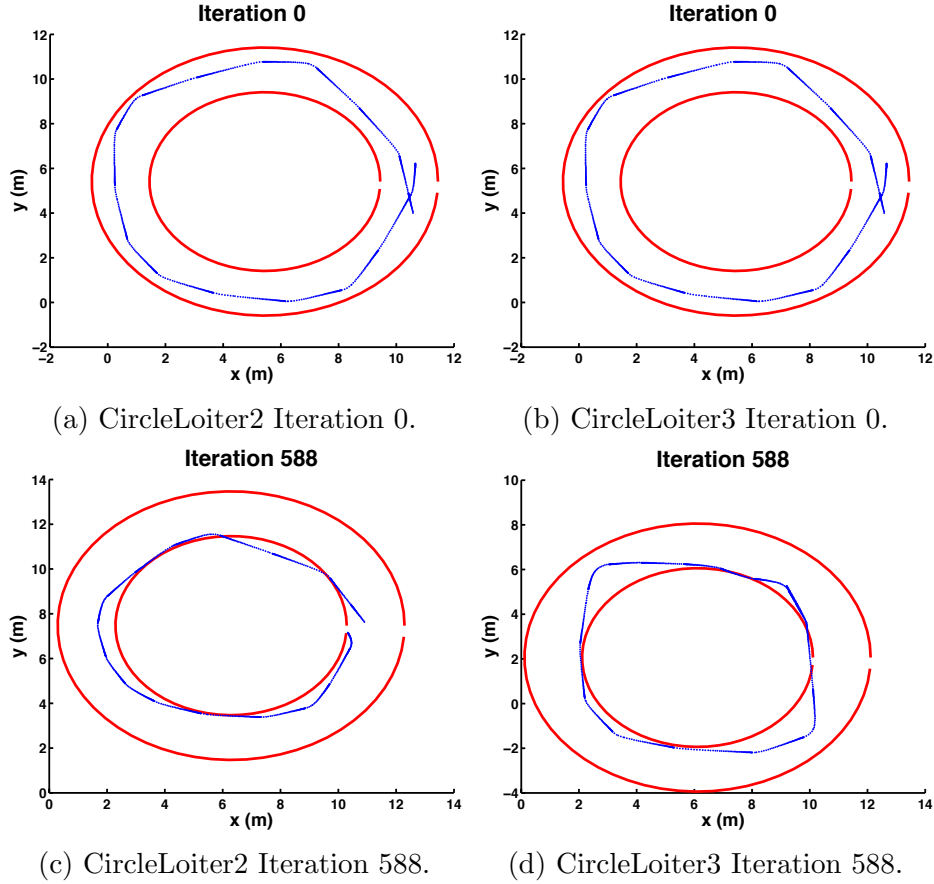 Iteration 0
12
10
8
6
4
2
0
−2
y (m)
−2 0 2 4 6 8 10 12
x (m)
(a) CircleLoiter2 Iteration 0.
Iteration 0
12
10
8
6
4
2
0
−2
y (m)
−2 0 2 4 6 8 10 12
x (m)
(b) CircleLoiter3 Iteration 0.
Iteration 588
14
12
10
8
6
4
2
0
y (m)
0 2 4 6 8 10 12 14
x (m)
(c) CircleLoiter2 Iteration 588.
Iteration 588
10
8
6
4
2
0
−2
−4
y (m)
0 2 4 6 8 10 12 14
x (m)
(d) CircleLoiter3 Iteration 588.